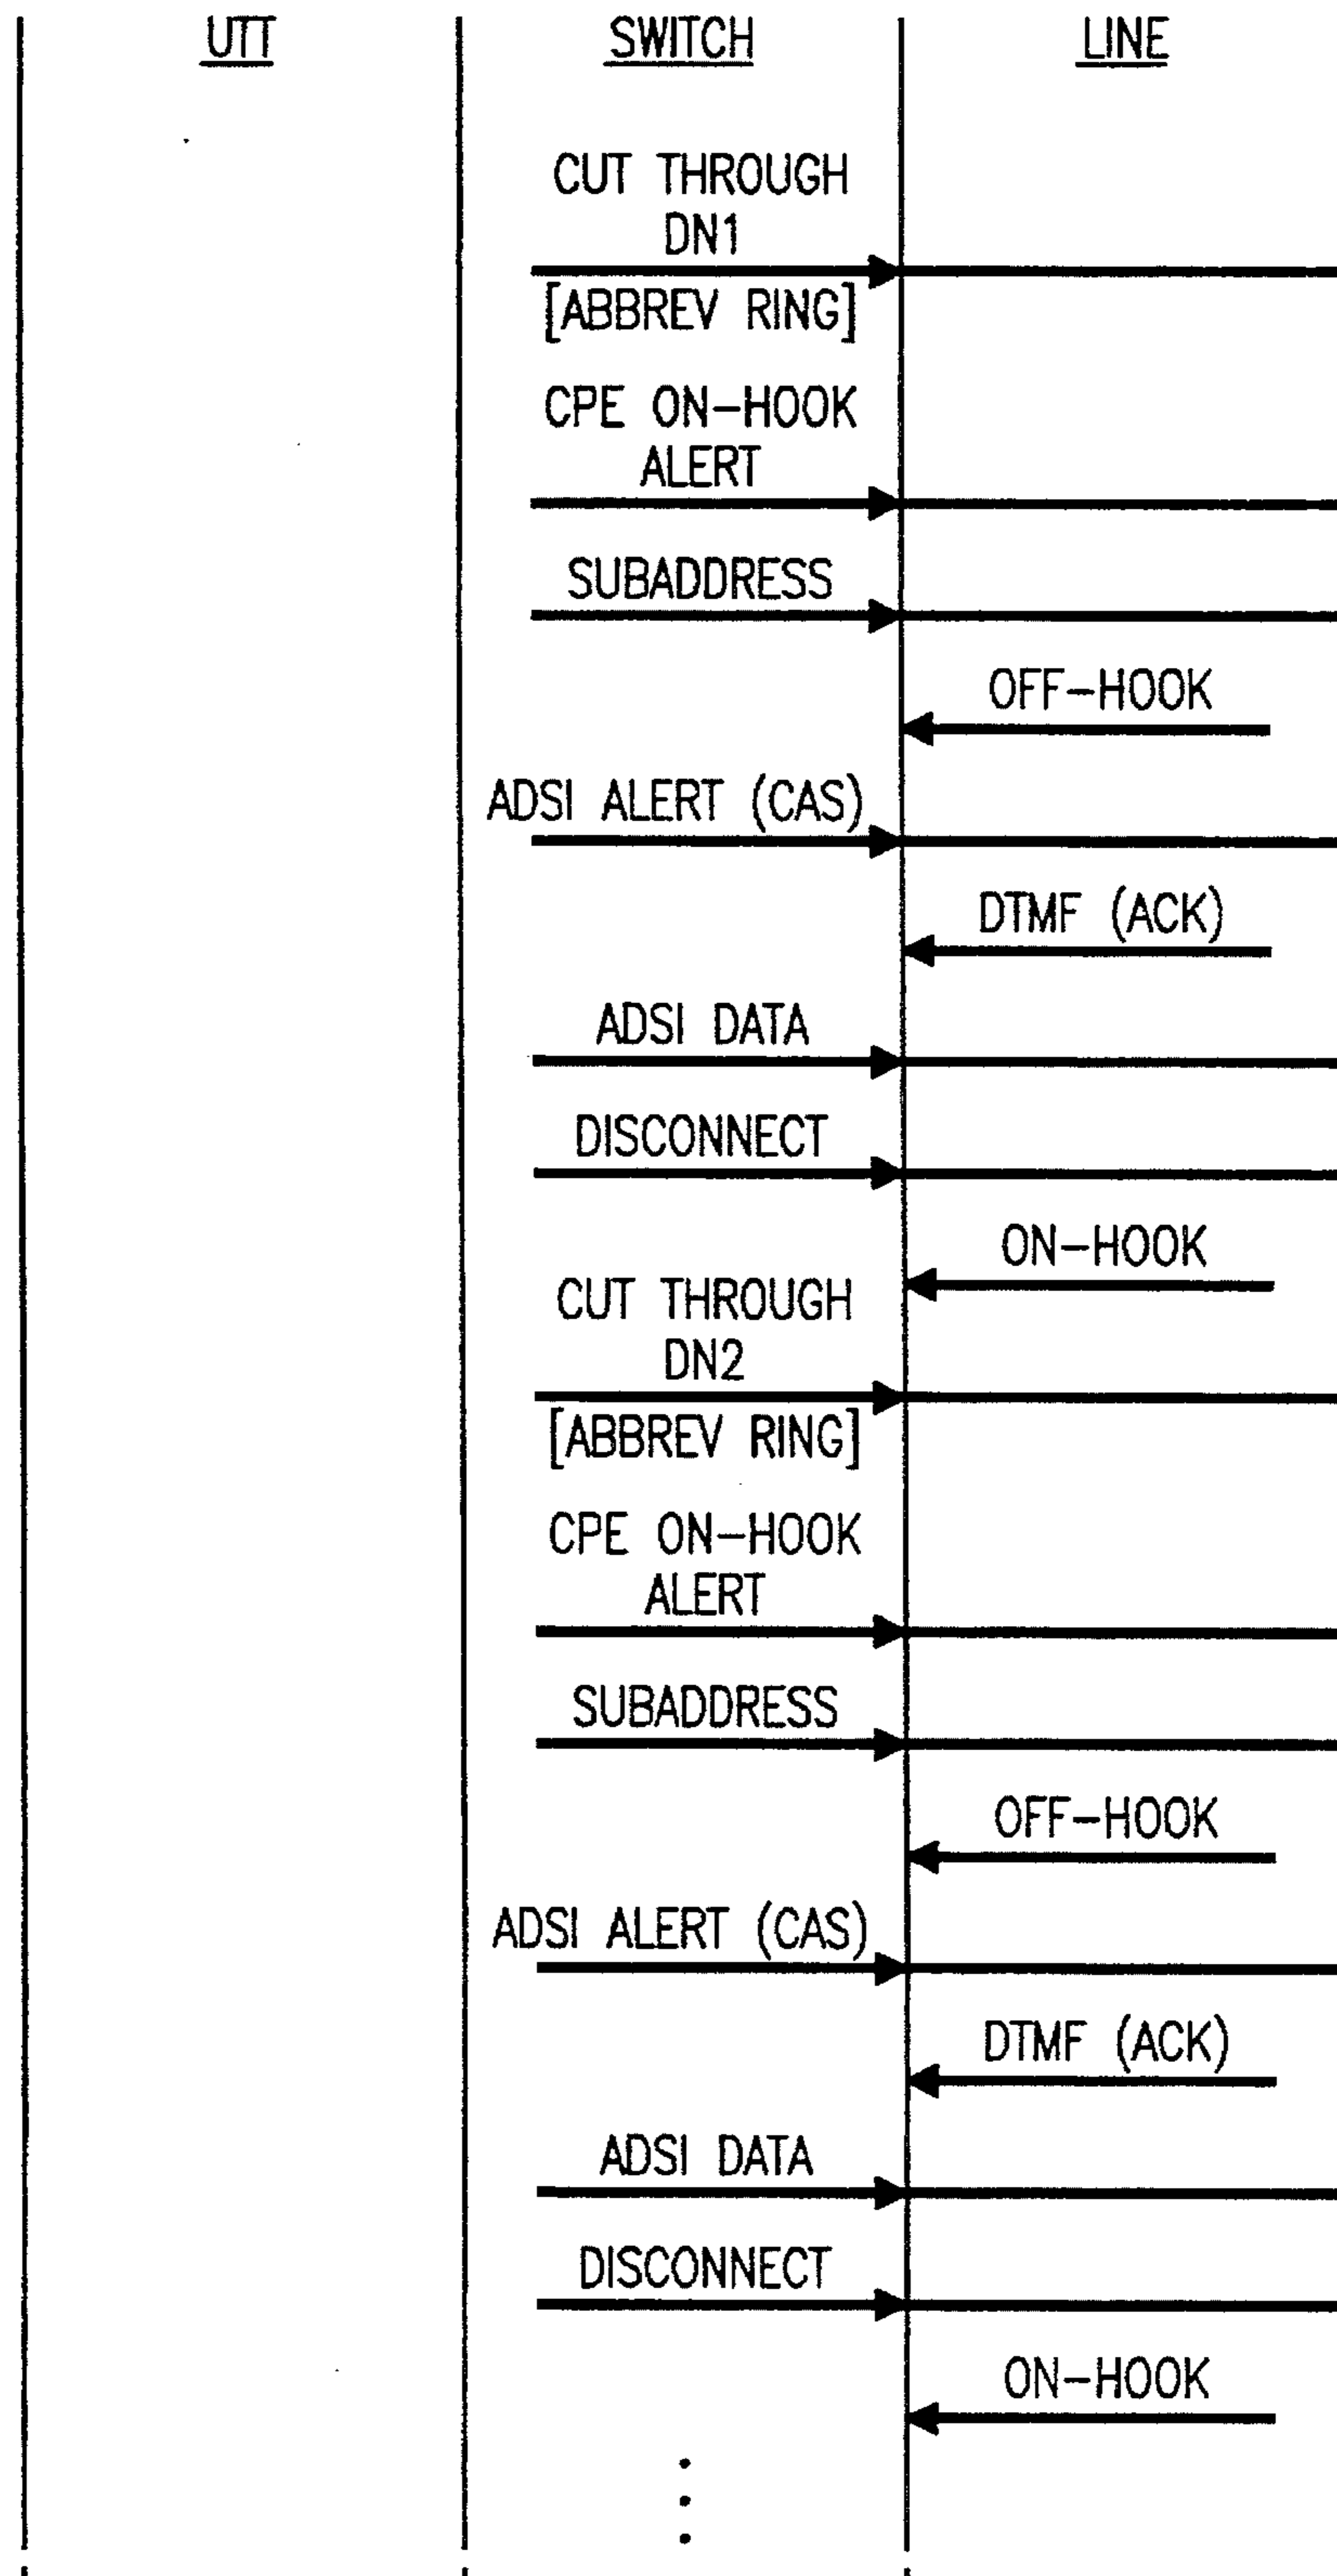 UTT SWITCH LINE
CUT THROUGH
DN1
[ABBREV RING]
CPE ON-HOOK
ALERT
SUBADDRESS
OFF-HOOK
ADSI ALERT (CAS)
DTMF (ACK)
ADSI DATA
DISCONNECT
ON-HOOK
CUT THROUGH
DN2
[ABBREV RING]
CPE ON-HOOK
ALERT
SUBADDRESS
OFF-HOOK
ADSI ALERT (CAS)
DTMF (ACK)
ADSI DATA
DISCONNECT
ON-HOOK